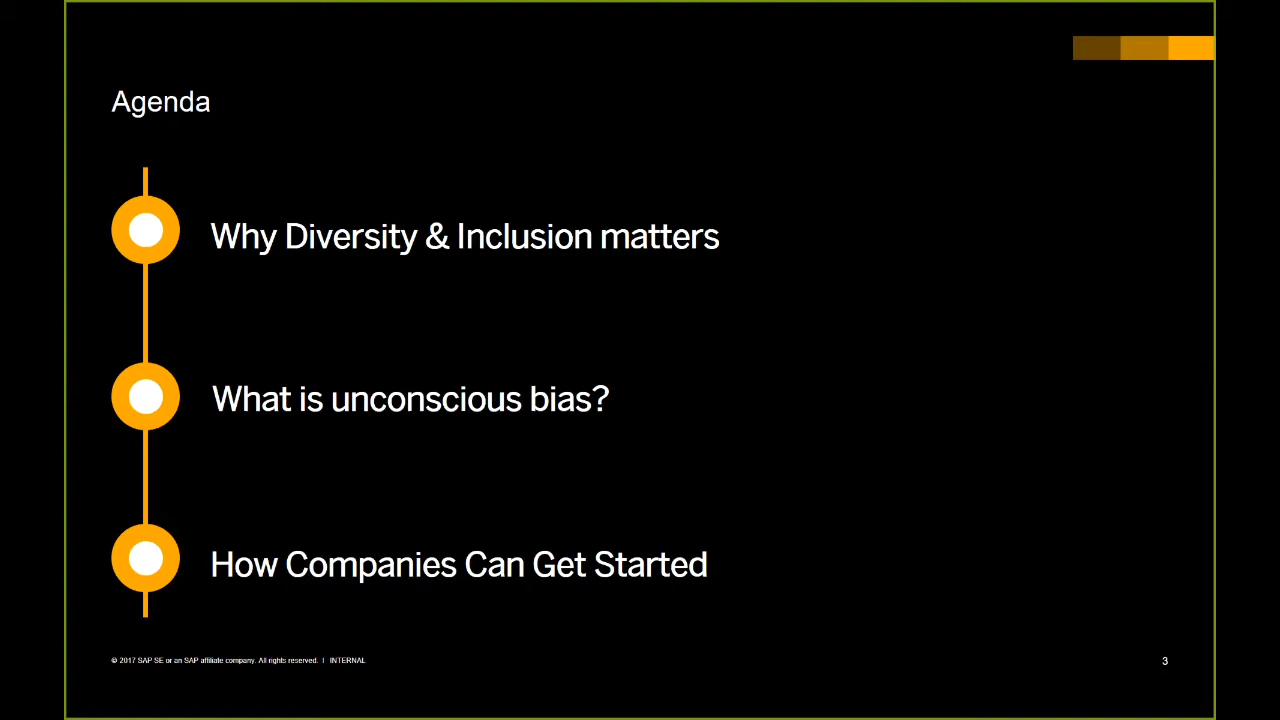 Agenda
Why Diversity & Inclusion matters
What is unconscious bias?
How Companies Can Get Started
© 2017 SAP SE or an SAP affiliate company. All rights reserved. I INTERNAL
3